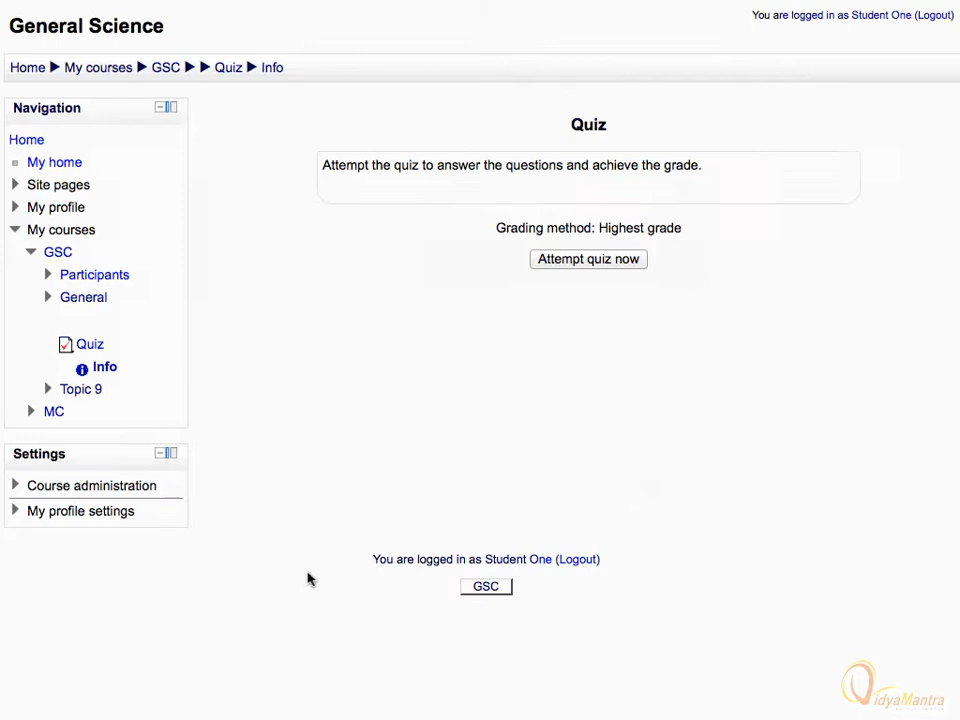 General Science
You are logged in as Student One (Logout)
Home ▶ My courses ▶ GSC ▶ ▶ Quiz ▶ Info
Navigation
Home
My home
Site pages
My profile
My courses
GSC
Participants
General
Quiz
Info
Topic 9
MC
Settings
Course administration
My profile settings
Quiz
Attempt the quiz to answer the questions and achieve the grade.
Grading method: Highest grade
Attempt quiz now
You are logged in as Student One (Logout)
GSC
VidyaMantra